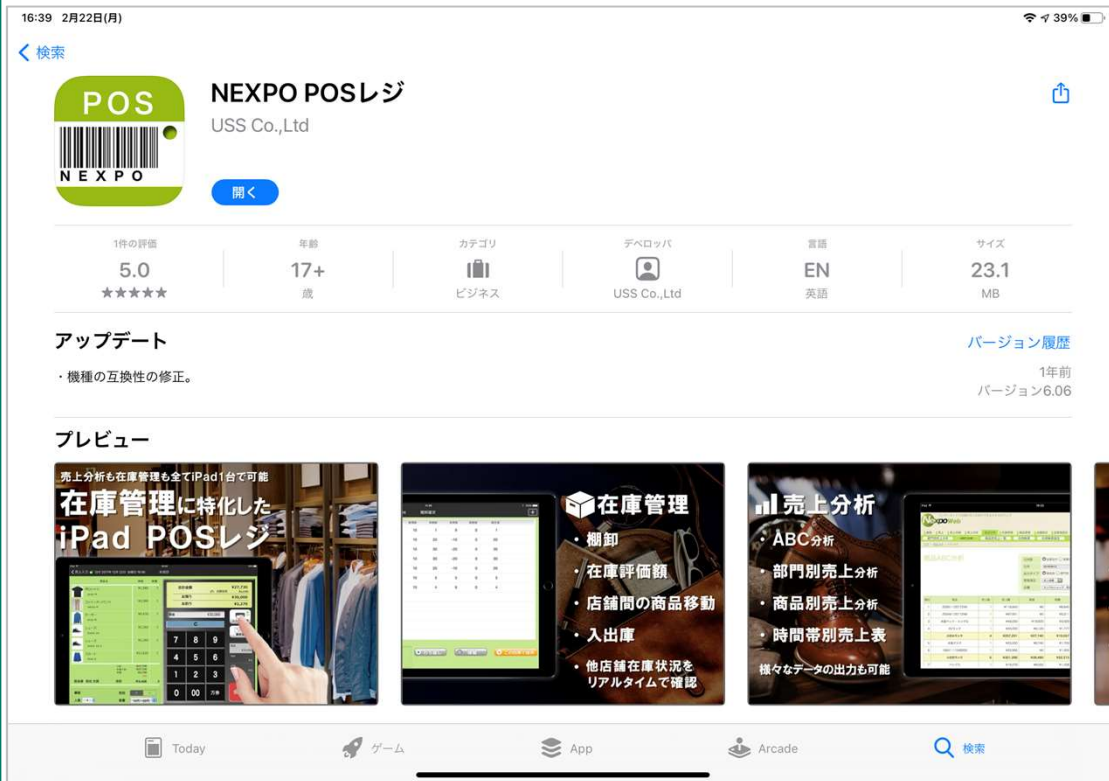 16:39 2月22日(月)
39%
検索
POS
NEXPO
NEXPO POSレジ
USS Co.,Ltd
開く
1件の評価
5.0
★★★★★
年齢
17+
歳
カテゴリ
ビジネス
デベロッパ
USS Co.,Ltd
言語
EN
英語
サイズ
23.1
MB
アップデート
バージョン履歴
・機種の互換性の修正。
1年前
バージョン6.06
プレビュー
売上分析も在庫管理も全てiPad1台で可能
在庫管理に特化した
iPad POSレジ
7 8 9
4 5 6
1 2 3
0 00 万券
在庫管理
・棚卸
・在庫評価額
・店舗間の商品移動
・入出庫
・他店舗在庫状況を
リアルタイムで確認
売上分析
・ABC分析
・部門別売上分析
・商品別売上分析
・時間帯別売上表
様々なデータの出力も可能
NexpoWeb
Today
ゲーム
App
Arcade
検索